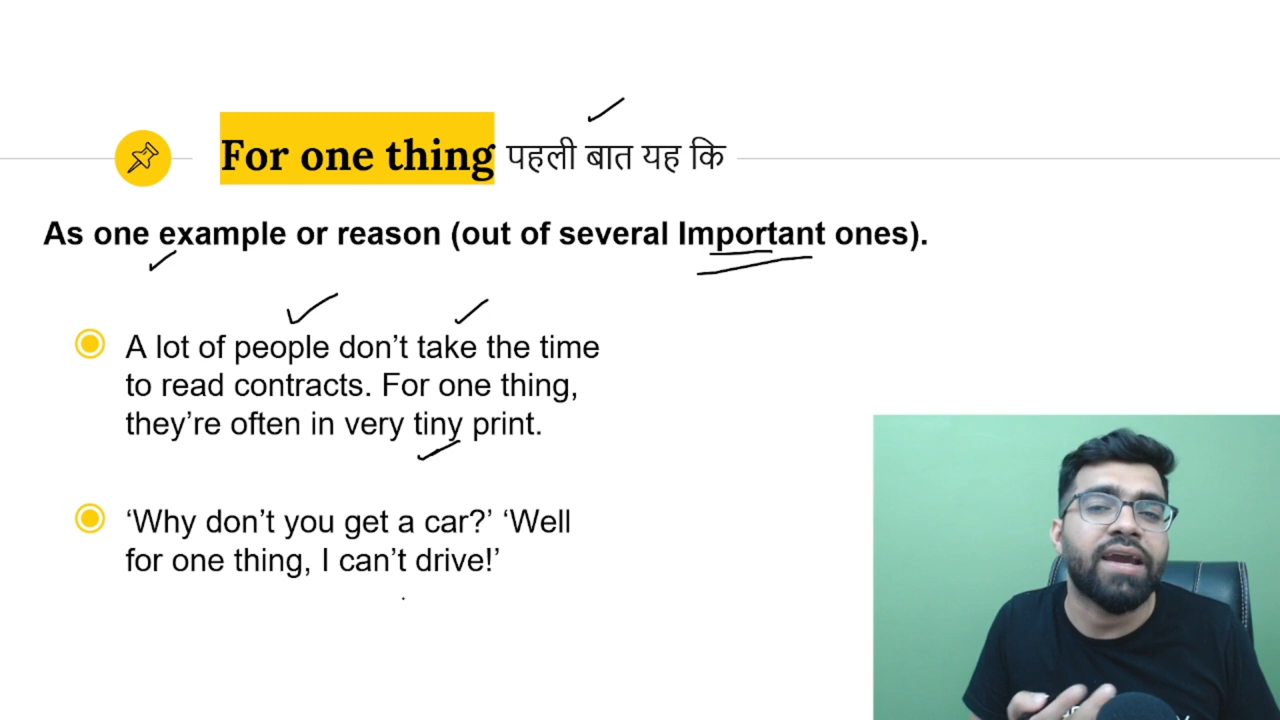 For one thing पहली बात यह कि
As one example or reason (out of several Important ones).
A lot of people don’t take the time
to read contracts. For one thing,
they’re often in very tiny print.
‘Why don’t you get a car?’ ‘Well
for one thing, I can’t drive!’